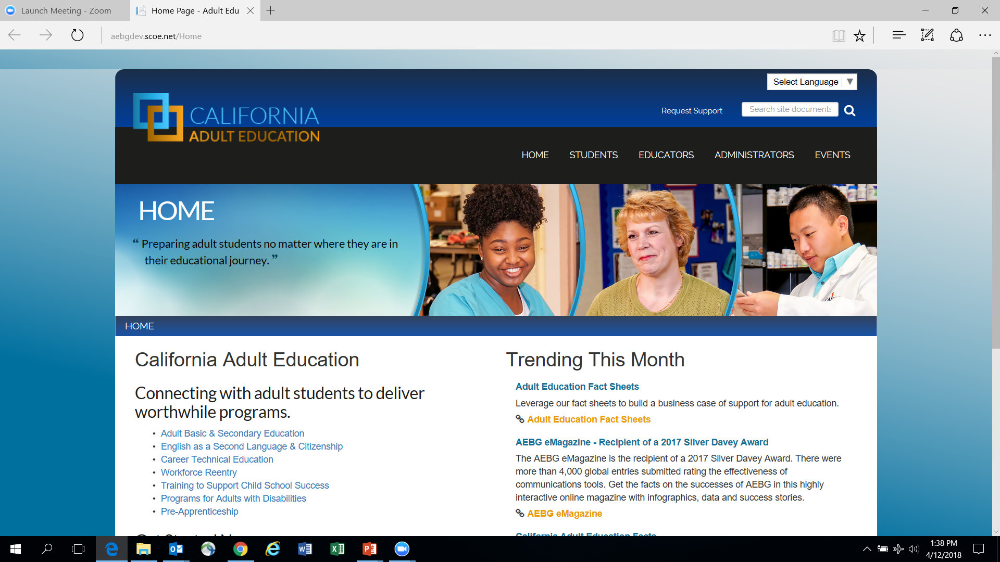 Launch Meeting - Zoom
Home Page - Adult Edu
aebgdev.scoe.net/Home
Select Language ▼
Request Support
Search site documents
CALIFORNIA
ADULT EDUCATION
HOME STUDENTS EDUCATORS ADMINISTRATORS EVENTS
HOME
“ Preparing adult students no matter where they are in
their educational journey. ”
HOME
California Adult Education
Connecting with adult students to deliver
worthwhile programs.
• Adult Basic & Secondary Education
• English as a Second Language & Citizenship
• Career Technical Education
• Workforce Reentry
• Training to Support Child School Success
• Programs for Adults with Disabilities
• Pre-Apprenticeship
Trending This Month
Adult Education Fact Sheets
Leverage our fact sheets to build a business case of support for adult education.
Adult Education Fact Sheets
AEBG eMagazine - Recipient of a 2017 Silver Davey Award
The AEBG eMagazine is the recipient of a 2017 Silver Davey Award. There were
more than 4,000 global entries submitted rating the effectiveness of
communications tools. Get the facts on the successes of AEBG in this highly
interactive online magazine with infographics, data and success stories.
AEBG eMagazine
California Adult Education Facts
1:38 PM
4/12/2018